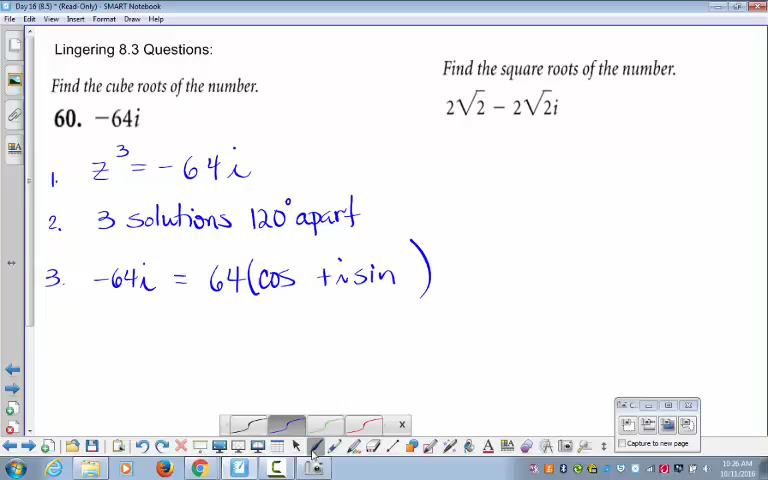 Day 16 (8.5) * (Read-Only) - SMART Notebook
File Edit View Insert Format Draw Help
Lingering 8.3 Questions:
Find the cube roots of the number.
60. −64i
1. z³ = −64i
2. 3 solutions 120° apart
3. −64i = 64(cos +i sin )
Find the square roots of the number.
2√2 − 2√2i
Capture to new page
10:26 AM
10/11/2016